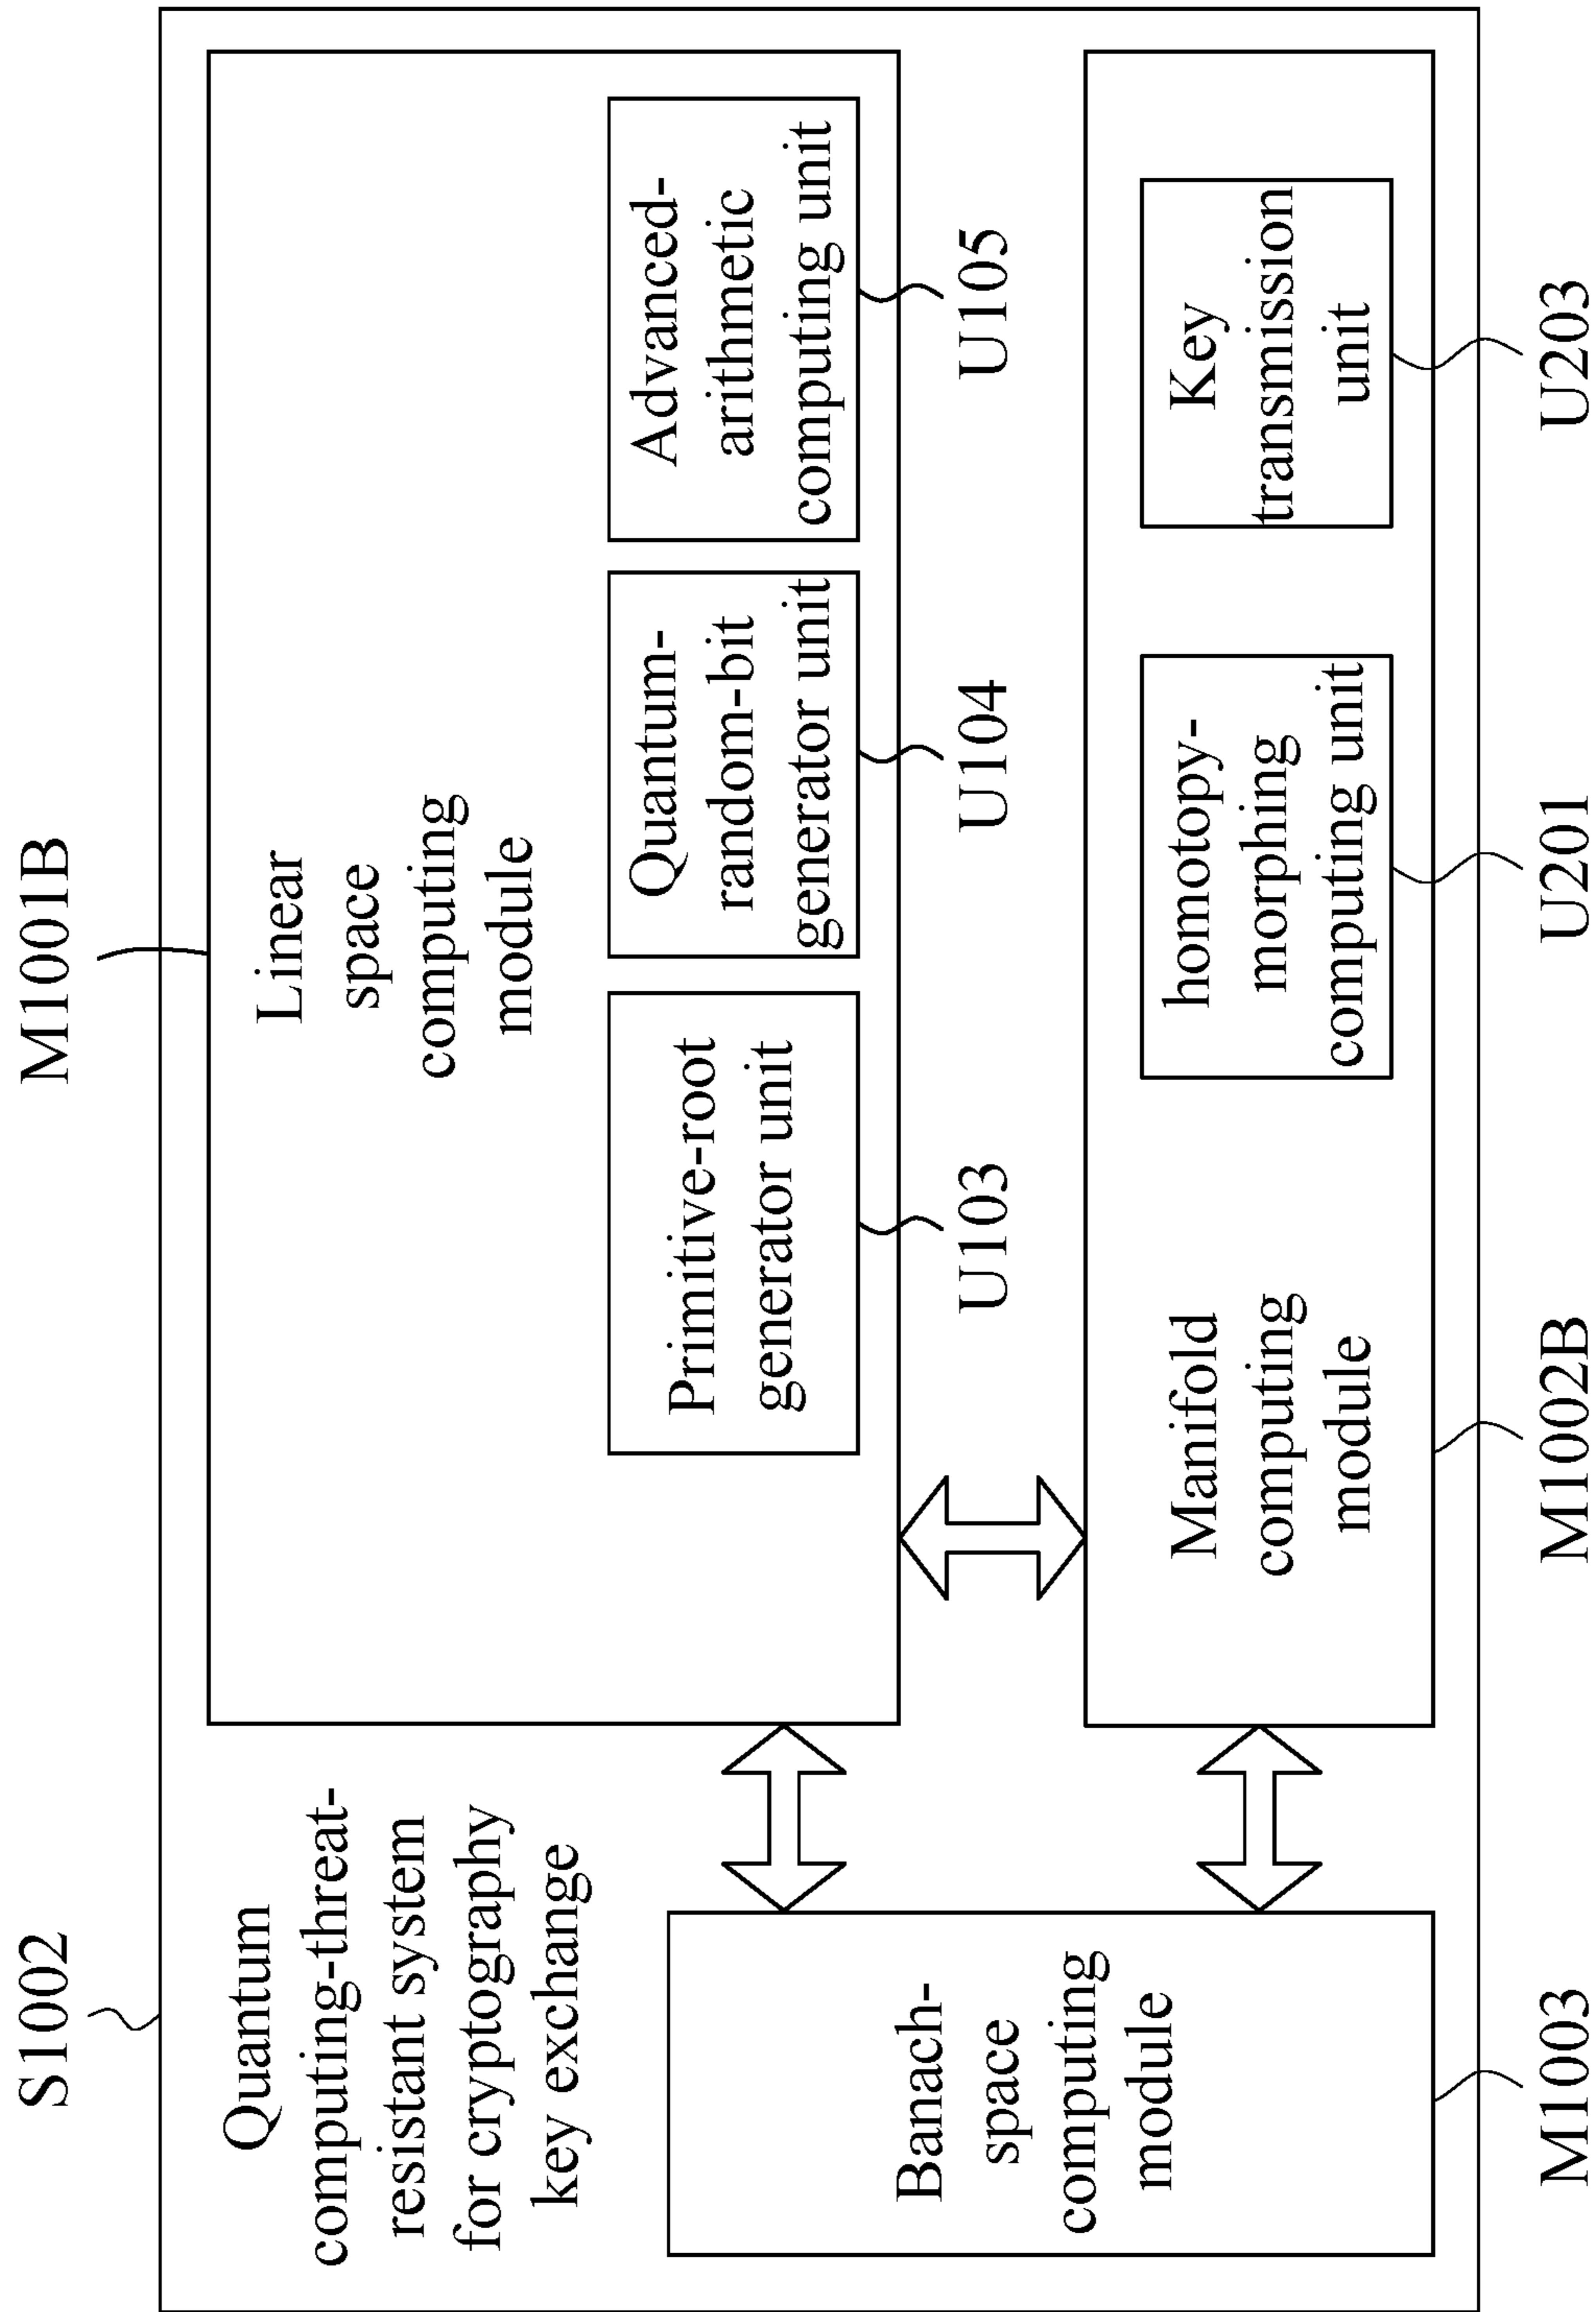 S1002
M1001B
Quantum
computing-threat-
resistant system
for cryptography
key exchange
Linear
space
computing
module
Primitive-root
generator unit
Quantum-
random-bit
generator unit
Advanced-
arithmetic
computing unit
U103
U104
U105
Banach-
space
computing
module
Manifold
computing
module
homotopy-
morphing
computing unit
Key
transmission
unit
M1003
M1002B
U201
U203